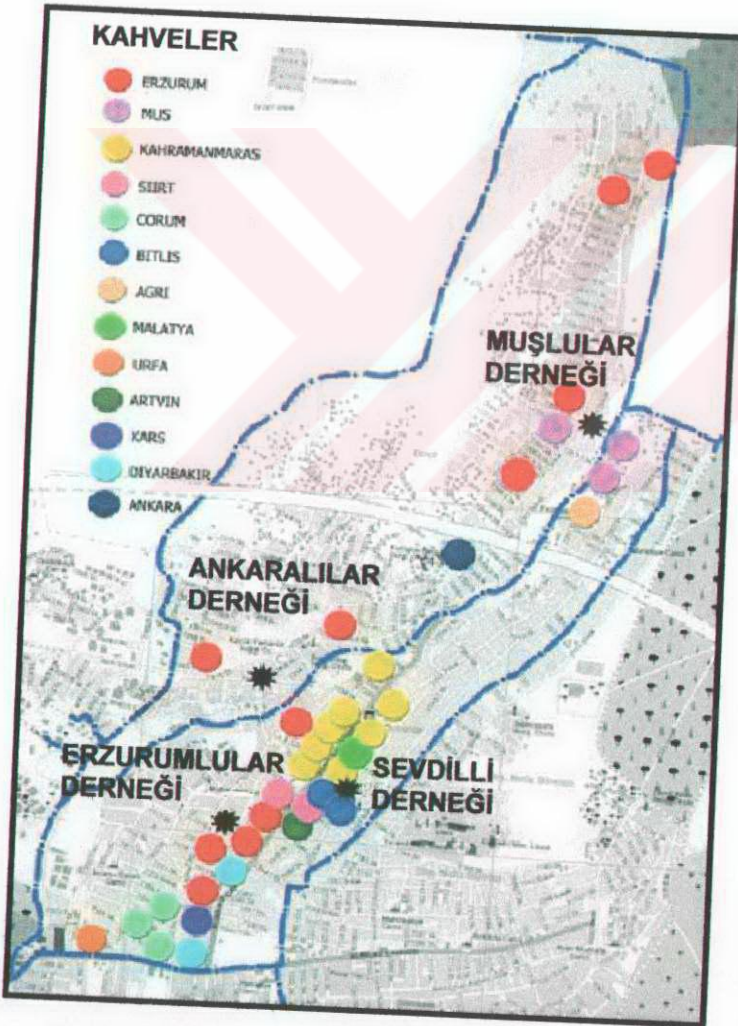 KAHVELER
ERZURUM
MUS
KAHRAMANMARAS
SIIRT
CORUM
BITLIS
AGRI
MALATYA
URFA
ARTVIN
KARS
DIYARBAKIR
ANKARA
MUŞLULAR
DERNEĞİ
ANKARALILAR
DERNEĞİ
ERZURUMLULAR
DERNEĞİ
SEVDİLLİ
DERNEĞİ